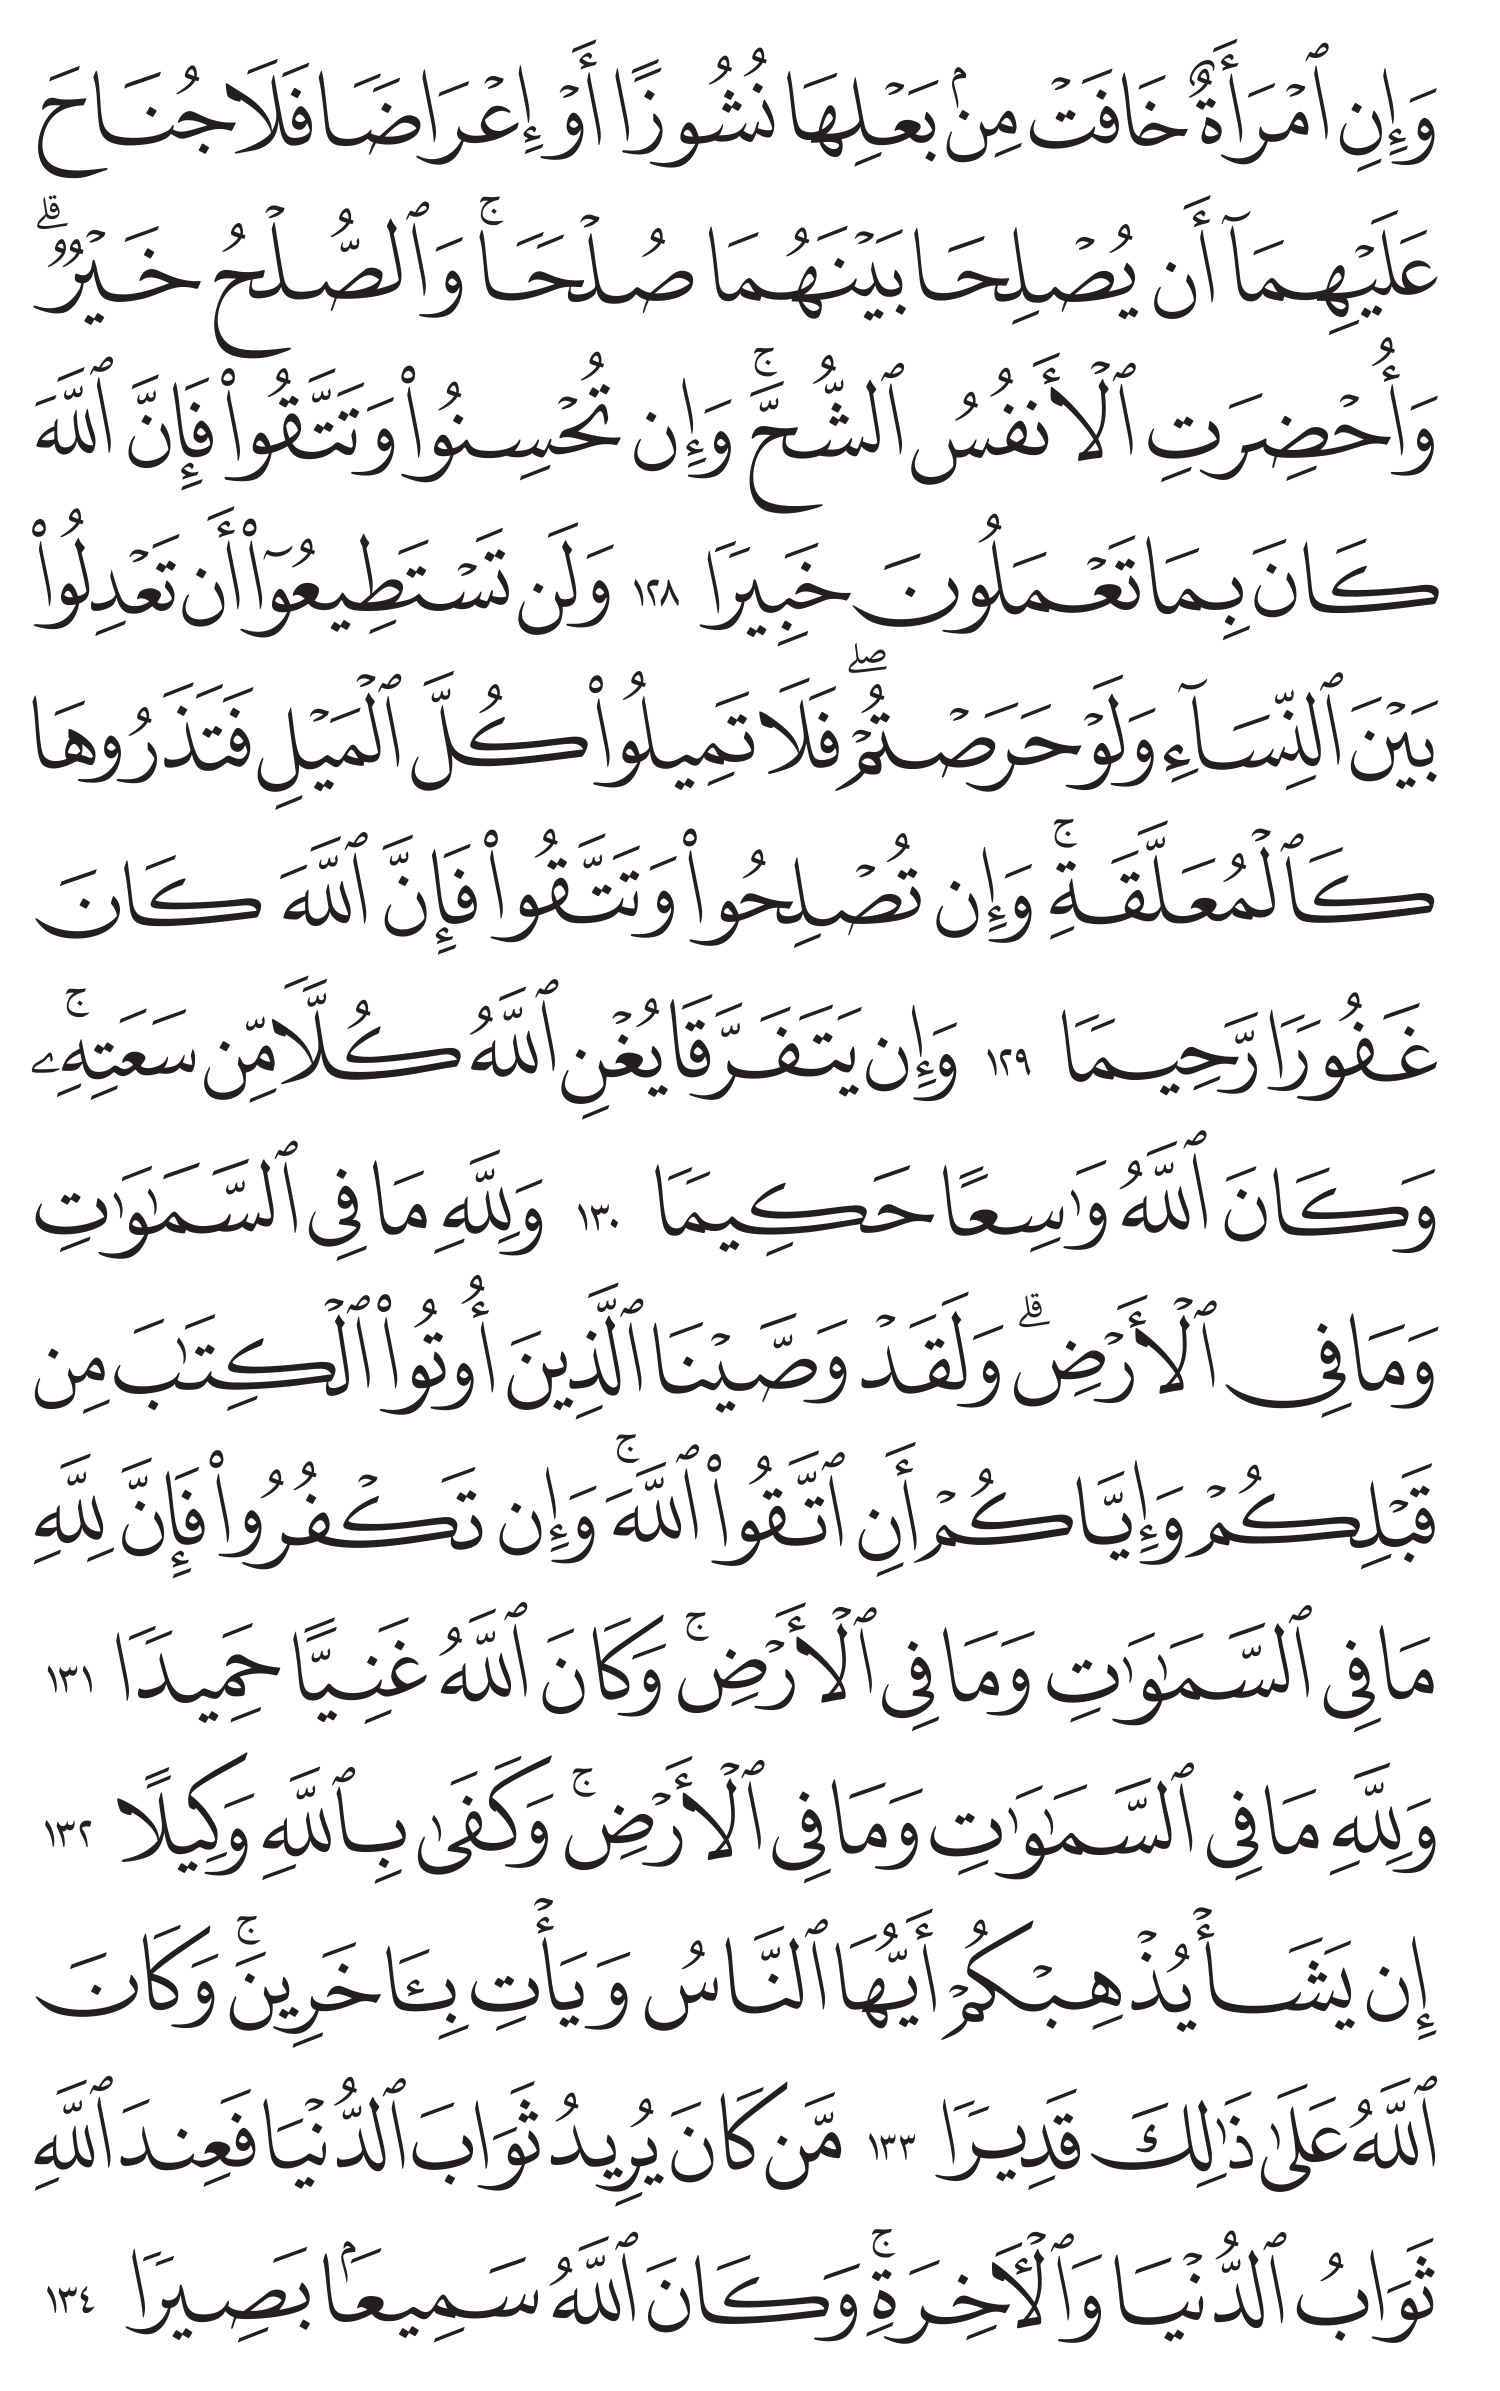 وَإِنِ ٱمۡرَأَةٌ خَافَتۡ مِنۢ بَعۡلِهَا نُشُوزًا أَوۡ إِعۡرَاضٗا فَلَا جُنَاحَ
عَلَيۡهِمَآ أَن يُصۡلِحَا بَيۡنَهُمَا صُلۡحٗاۚ وَٱلصُّلۡحُ خَيۡرٞۗ
وَأُحۡضِرَتِ ٱلۡأَنفُسُ ٱلشُّحَّۚ وَإِن تُحۡسِنُواْ وَتَتَّقُواْ فَإِنَّ ٱللَّهَ
كَانَ بِمَا تَعۡمَلُونَ خَبِيرٗا ١٢٨ وَلَن تَسۡتَطِيعُوٓاْ أَن تَعۡدِلُواْ
بَيۡنَ ٱلنِّسَآءِ وَلَوۡ حَرَصۡتُمۡۖ فَلَا تَمِيلُواْ كُلَّ ٱلۡمَيۡلِ فَتَذَرُوهَا
كَٱلۡمُعَلَّقَةِۚ وَإِن تُصۡلِحُواْ وَتَتَّقُواْ فَإِنَّ ٱللَّهَ كَانَ
غَفُورٗا رَّحِيمٗا ١٢٩ وَإِن يَتَفَرَّقَا يُغۡنِ ٱللَّهُ كُلّٗا مِّن سَعَتِهِۦۚ
وَكَانَ ٱللَّهُ وَٰسِعًا حَكِيمٗا ١٣٠ وَلِلَّهِ مَا فِي ٱلسَّمَٰوَٰتِ
وَمَا فِي ٱلۡأَرۡضِۗ وَلَقَدۡ وَصَّيۡنَا ٱلَّذِينَ أُوتُواْ ٱلۡكِتَٰبَ مِن
قَبۡلِكُمۡ وَإِيَّاكُمۡ أَنِ ٱتَّقُواْ ٱللَّهَۚ وَإِن تَكۡفُرُواْ فَإِنَّ لِلَّهِ
مَا فِي ٱلسَّمَٰوَٰتِ وَمَا فِي ٱلۡأَرۡضِۚ وَكَانَ ٱللَّهُ غَنِيًّا حَمِيدٗا ١٣١
وَلِلَّهِ مَا فِي ٱلسَّمَٰوَٰتِ وَمَا فِي ٱلۡأَرۡضِۚ وَكَفَىٰ بِٱللَّهِ وَكِيلًا ١٣٢
إِن يَشَأۡ يُذۡهِبۡكُمۡ أَيُّهَا ٱلنَّاسُ وَيَأۡتِ بِـَٔاخَرِينَۚ وَكَانَ
ٱللَّهُ عَلَىٰ ذَٰلِكَ قَدِيرٗا ١٣٣ مَّن كَانَ يُرِيدُ ثَوَابَ ٱلدُّنۡيَا فَعِندَ ٱللَّهِ
ثَوَابُ ٱلدُّنۡيَا وَٱلۡأٓخِرَةِۚ وَكَانَ ٱللَّهُ سَمِيعَۢا بَصِيرٗا ١٣٤